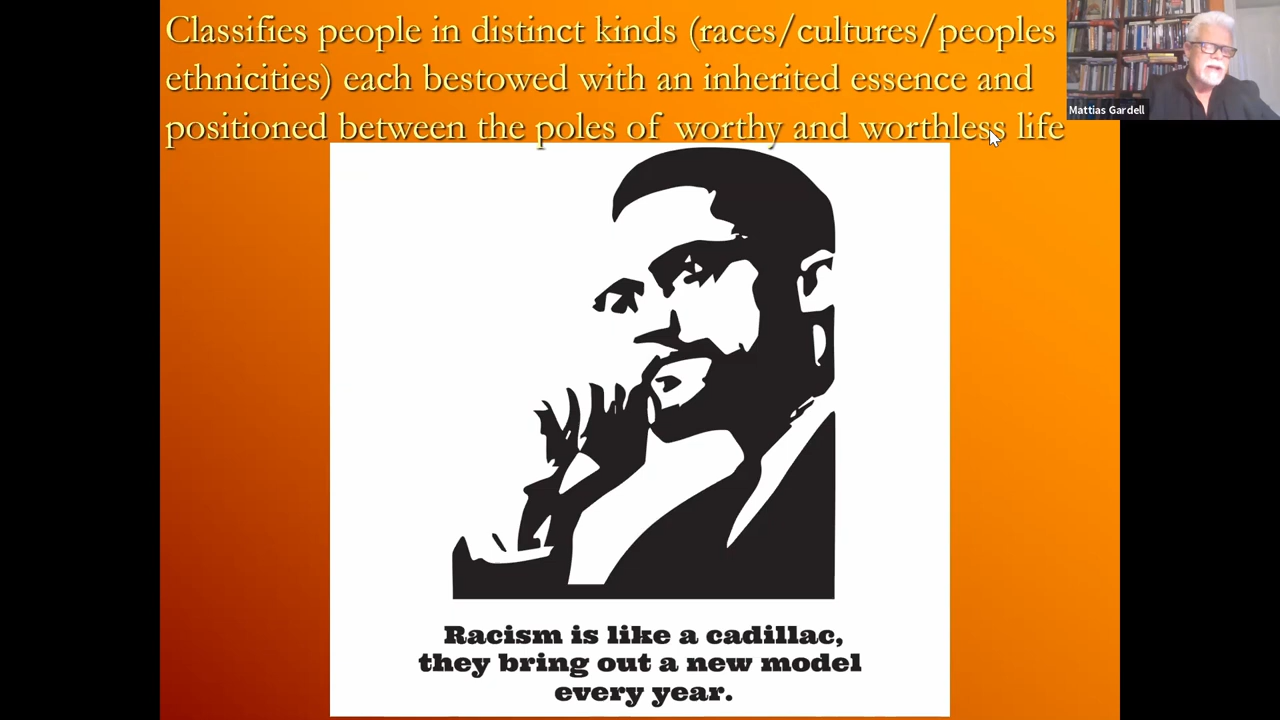 Classifies people in distinct kinds (races/cultures/peoples
ethnicities) each bestowed with an inherited essence and
positioned between the poles of worthy and worthless life
Mattias Gardell
Racism is like a cadillac,
they bring out a new model
every year.